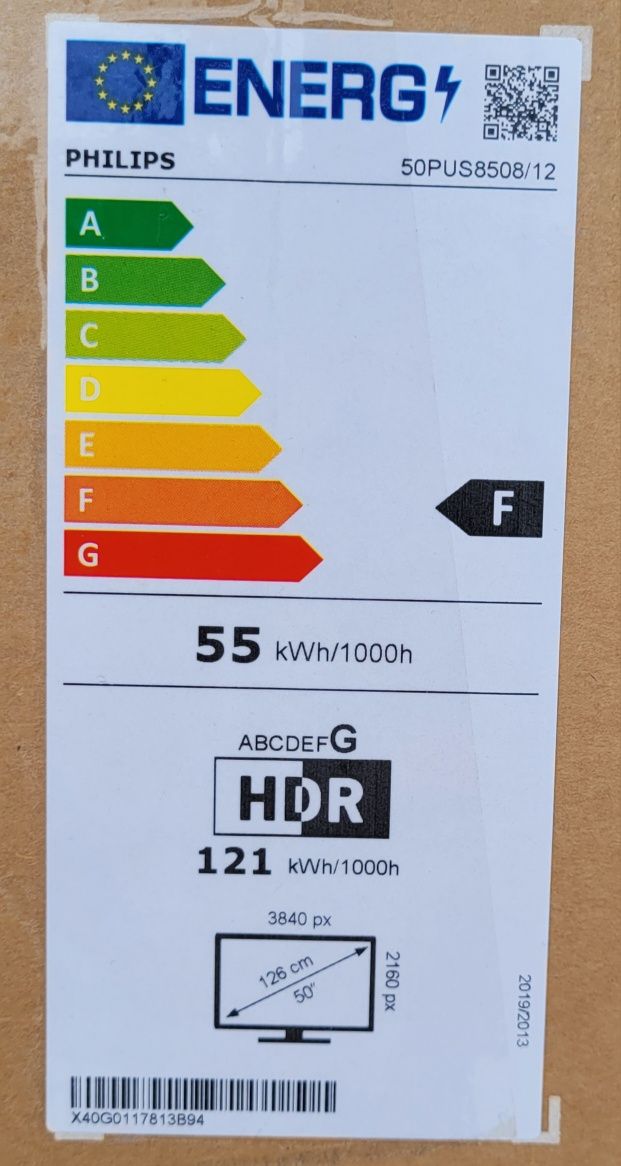 ENERG
PHILIPS
50PUS8508/12
A
B
C
D
E
F
F
G
55 kWh/1000h
ABCDEFG
HDR
121 kWh/1000h
3840 px
126 cm
50"
2160 px
2019/2013
X40G0117813B94